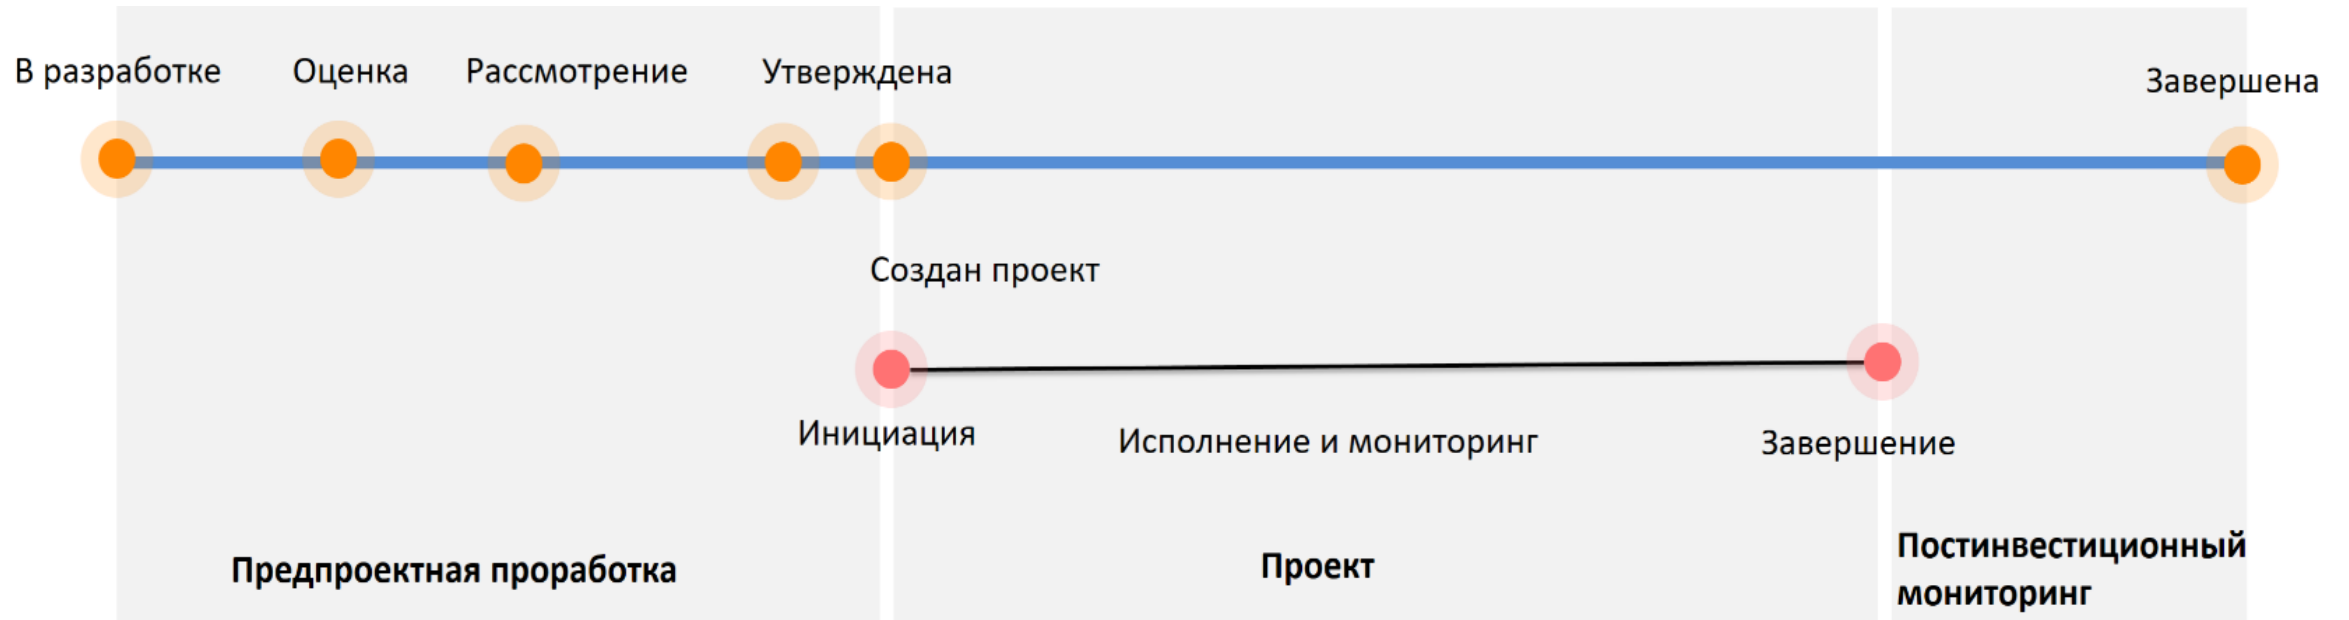 В разработке
Оценка
Рассмотрение
Утверждена
Завершена
Создан проект
Инициация
Исполнение и мониторинг
Завершение
Предпроектная проработка
Проект
Постинвестиционный
мониторинг